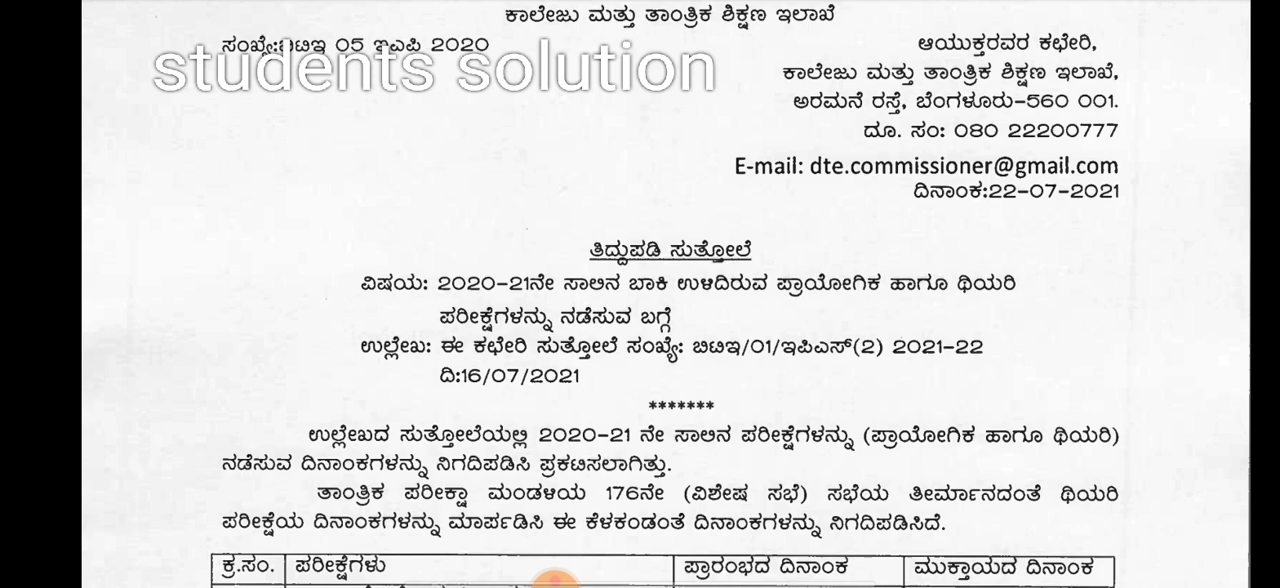 ಕಾಲೇಜು ಮತ್ತು ತಾಂತ್ರಿಕ ಶಿಕ್ಷಣ ಇಲಾಖೆ
ಸಂಖ್ಯೆ:ಡಿಟಿಇ 05 ಇಎಪಿ 2020
students solution
ಆಯುಕ್ತರವರ ಕಛೇರಿ,
ಕಾಲೇಜು ಮತ್ತು ತಾಂತ್ರಿಕ ಶಿಕ್ಷಣ ಇಲಾಖೆ,
ಅರಮನೆ ರಸ್ತೆ, ಬೆಂಗಳೂರು-560 001.
ದೂ. ಸಂ: 080 22200777
E-mail: dte.commissioner@gmail.com
ದಿನಾಂಕ:22-07-2021
ತಿದ್ದುಪಡಿ ಸುತ್ತೋಲೆ
ವಿಷಯ: 2020-21ನೇ ಸಾಲಿನ ಬಾಕಿ ಉಳಿದಿರುವ ಪ್ರಾಯೋಗಿಕ ಹಾಗೂ ಥಿಯರಿ
ಪರೀಕ್ಷೆಗಳನ್ನು ನಡೆಸುವ ಬಗ್ಗೆ
ಉಲ್ಲೇಖ: ಈ ಕಛೇರಿ ಸುತ್ತೋಲೆ ಸಂಖ್ಯೆ: ಡಿಟಿಇ/01/ಇಪಿಎಸ್(2) 2021-22
ದಿ:16/07/2021
*******
ಉಲ್ಲೇಖದ ಸುತ್ತೋಲೆಯಲ್ಲಿ 2020-21 ನೇ ಸಾಲಿನ ಪರೀಕ್ಷೆಗಳನ್ನು (ಪ್ರಾಯೋಗಿಕ ಹಾಗೂ ಥಿಯರಿ)
ನಡೆಸುವ ದಿನಾಂಕಗಳನ್ನು ನಿಗದಿಪಡಿಸಿ ಪ್ರಕಟಿಸಲಾಗಿತ್ತು.
ತಾಂತ್ರಿಕ ಪರೀಕ್ಷಾ ಮಂಡಳಿಯ 176ನೇ (ವಿಶೇಷ ಸಭೆ) ಸಭೆಯ ತೀರ್ಮಾನದಂತೆ ಥಿಯರಿ
ಪರೀಕ್ಷೆಯ ದಿನಾಂಕಗಳನ್ನು ಮಾರ್ಪಡಿಸಿ ಈ ಕೆಳಕಂಡಂತೆ ದಿನಾಂಕಗಳನ್ನು ನಿಗದಿಪಡಿಸಿದೆ.
ಕ್ರ.ಸಂ. ಪರೀಕ್ಷೆಗಳು ಪ್ರಾರಂಭದ ದಿನಾಂಕ ಮುಕ್ತಾಯದ ದಿನಾಂಕ